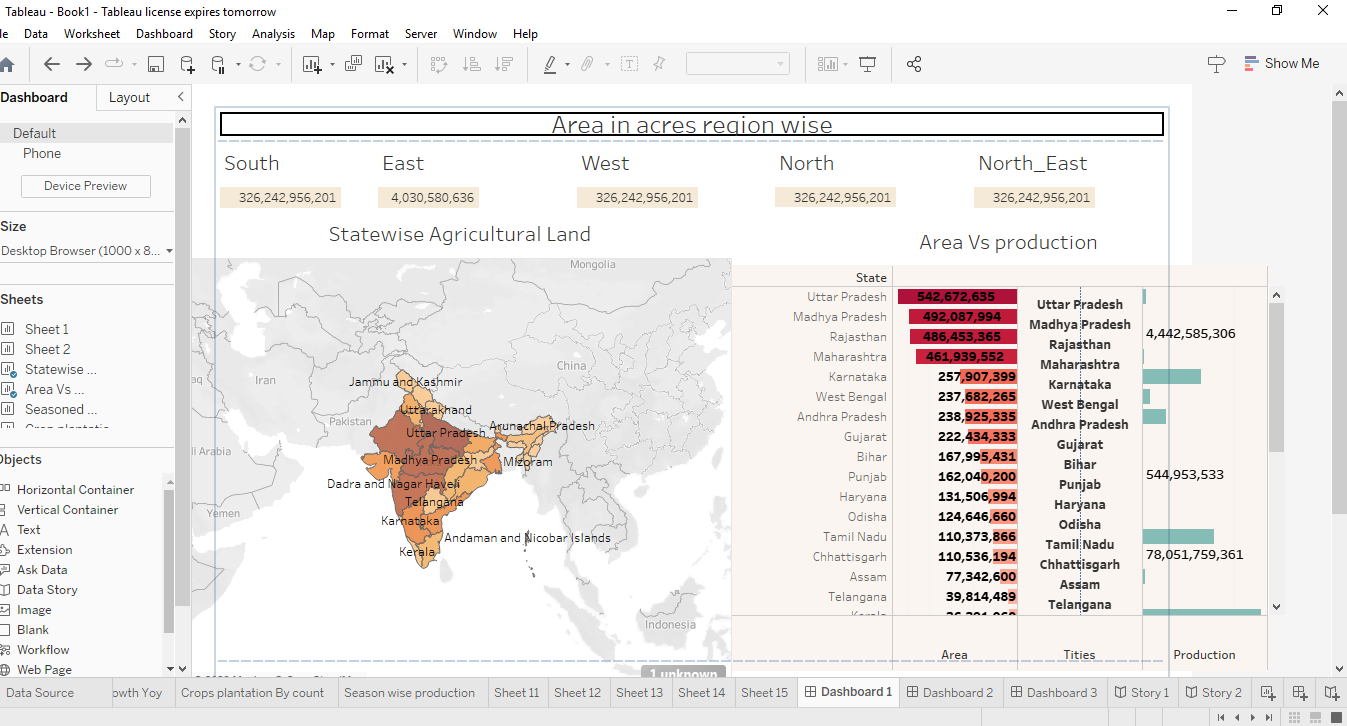 Tableau - Book1 - Tableau license expires tomorrow
le Data Worksheet Dashboard Story Analysis Map Format Server Window Help
Show Me
Dashboard Layout
Default
Phone
Device Preview
Size
Desktop Browser (1000 x 8...
Sheets
Sheet 1
Sheet 2
Statewise ...
Area Vs ...
Seasoned ...
Crop plantatio
Objects
Horizontal Container
Vertical Container
Text
Extension
Ask Data
Data Story
Image
Blank
Workflow
Web Page
Area in acres region wise
South East West North North_East
326,242,956,201 4,030,580,636 326,242,956,201 326,242,956,201 326,242,956,201
Statewise Agricultural Land
Mongolia
China
Iran
aq
Pakistan
li Arabia
Yemen
Indonesia
Jammu and Kashmir
Uttarakhand
Arunachal Pradesh
Uttar Pradesh
Madhya Pradesh
Mizoram
Dadra and Nagar Haveli
Telangana
Karnataka
Andaman and Nicobar Islands
Kerala
1 unknown
Area Vs production
State
Uttar Pradesh 542,672,635 Uttar Pradesh
Madhya Pradesh 492,087,994 Madhya Pradesh 4,442,585,306
Rajasthan 486,453,365 Rajasthan
Maharashtra 461,939,552 Maharashtra
Karnataka 257,907,399 Karnataka
West Bengal 237,682,265 West Bengal
Andhra Pradesh 238,925,335 Andhra Pradesh
Gujarat 222,434,333 Gujarat
Bihar 167,995,431 Bihar
Punjab 162,040,200 Punjab 544,953,533
Haryana 131,506,994 Haryana
Odisha 124,646,660 Odisha
Tamil Nadu 110,373,866 Tamil Nadu
Chhattisgarh 110,536,194 Chhattisgarh 78,051,759,361
Assam 77,342,600 Assam
Telangana 39,814,489 Telangana
Kerala
Area Tities Production
Data Source owth Yoy Crops plantation By count Season wise production Sheet 11 Sheet 12 Sheet 13 Sheet 14 Sheet 15 Dashboard 1 Dashboard 2 Dashboard 3 Story 1 Story 2